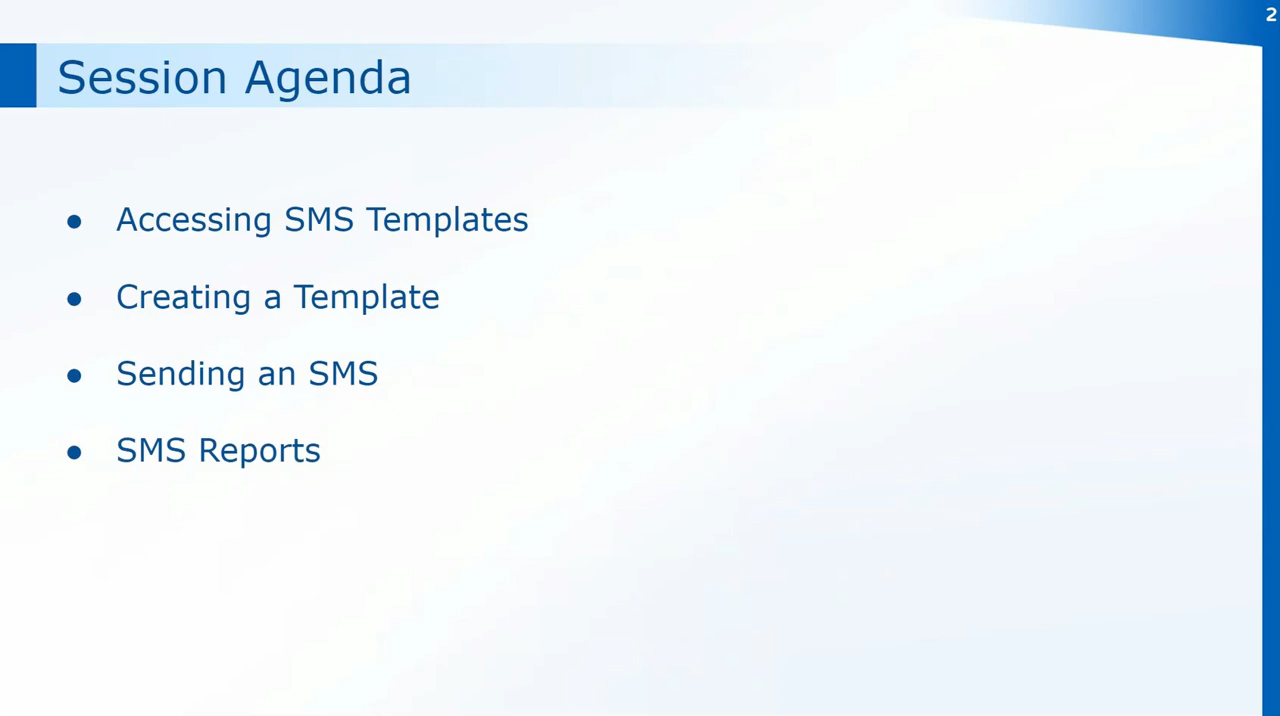 2
Session Agenda
● Accessing SMS Templates
● Creating a Template
● Sending an SMS
● SMS Reports